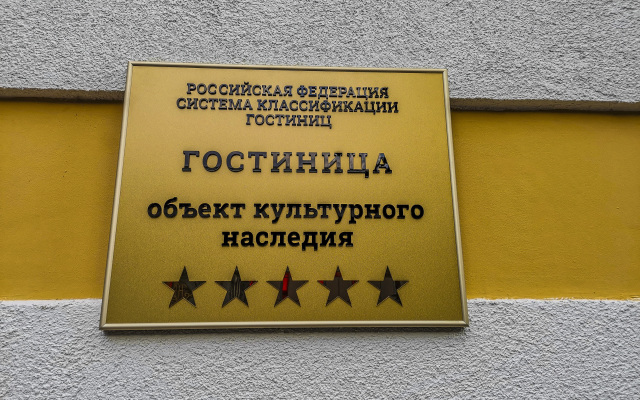 РОССИЙСКАЯ ФЕДЕРАЦИЯ
СИСТЕМА КЛАССИФИКАЦИИ
ГОСТИНИЦ
ГОСТИНИЦА
объект культурного
наследия